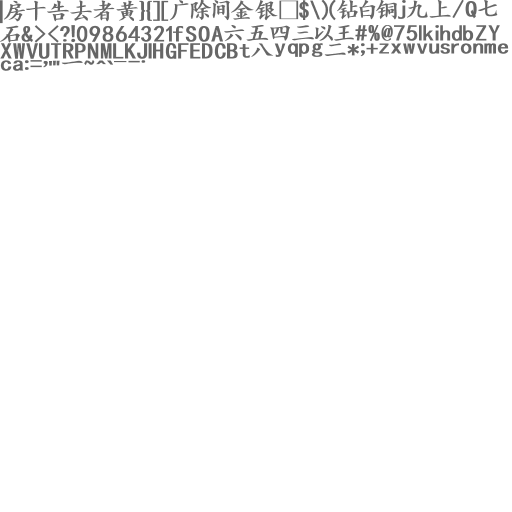 |房十告去者黄}{][广除间金银□$\)(钻白铜j九上/Q七
石&><?!09864321fSOA六五四三以王#%@75lkihdbZY
XWVUTRPNMLKJIHGFEDCBt八yqpg二*;+zxwvusronme
ca:=,"'一~^`-_.